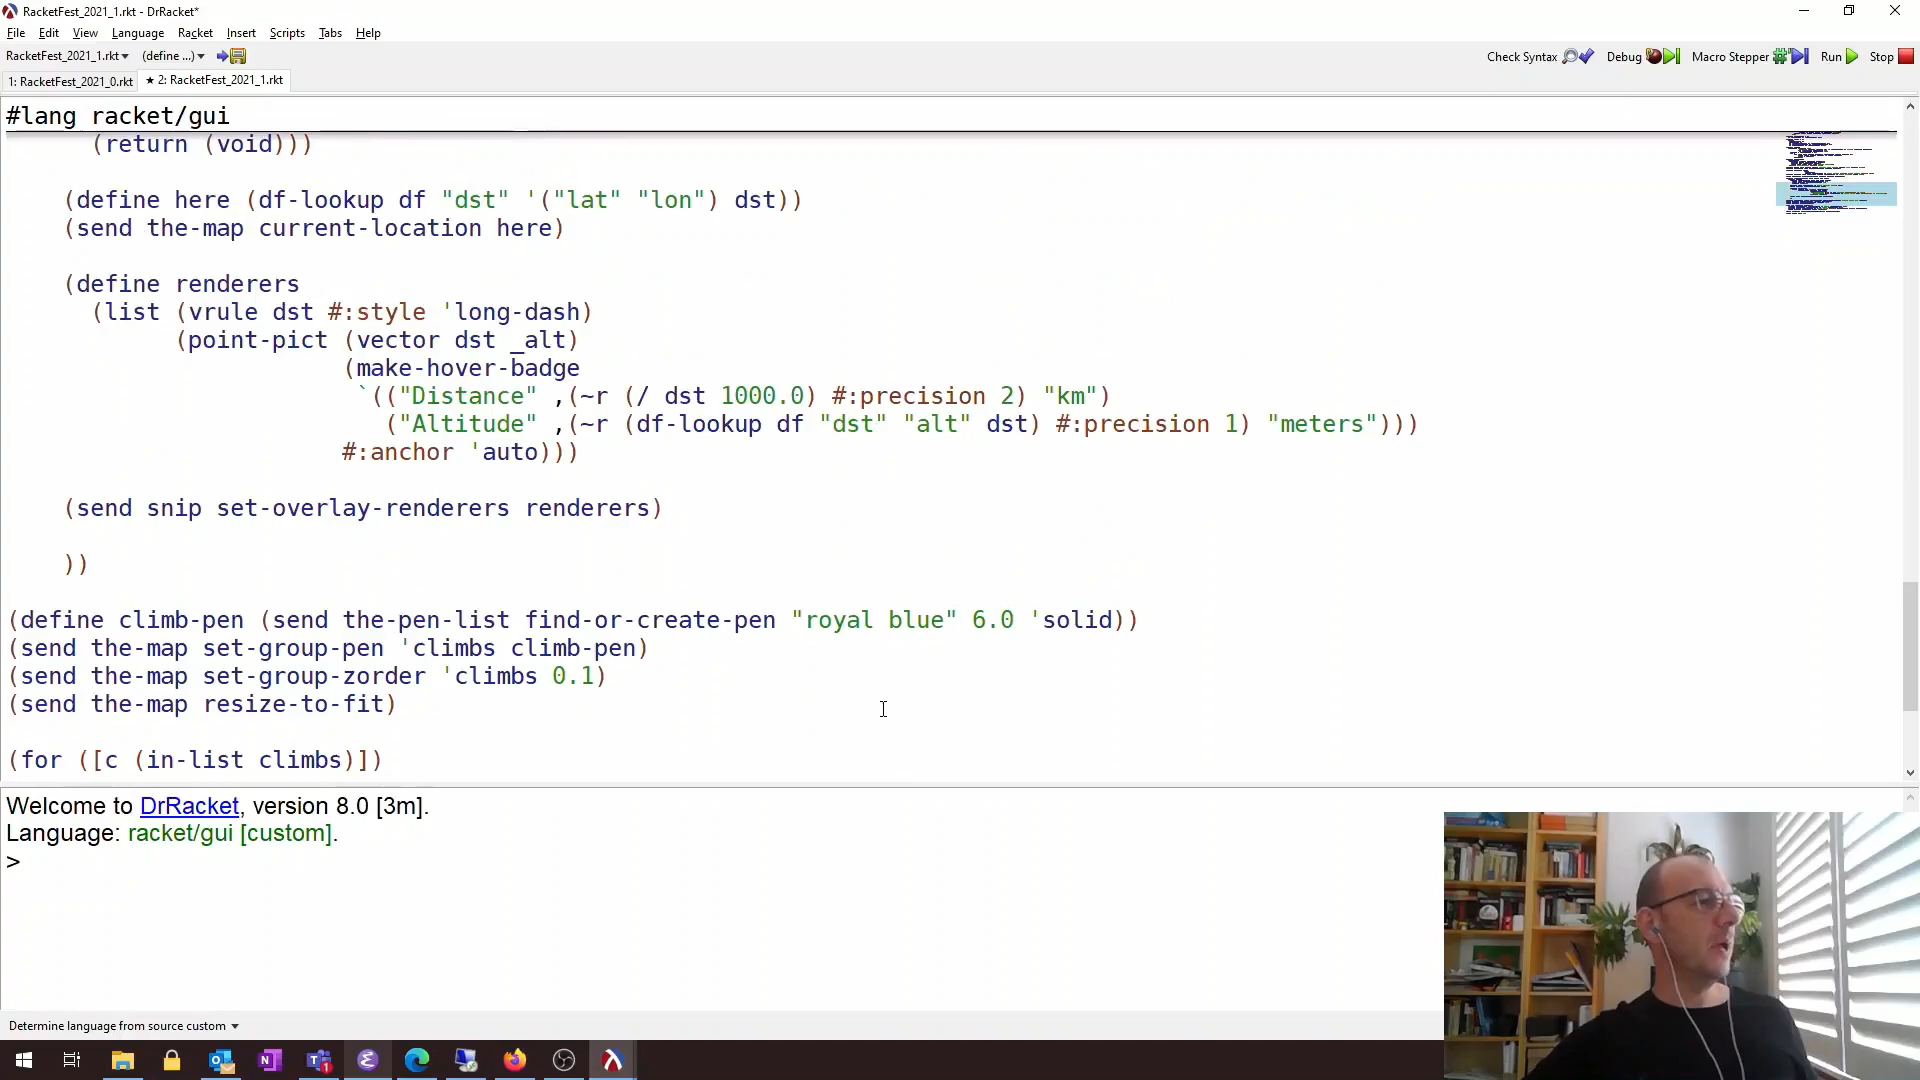 RacketFest_2021_1.rkt - DrRacket*
File Edit View Language Racket Insert Scripts Tabs Help
RacketFest_2021_1.rkt▾ (define ...)▾ Check Syntax Debug Macro Stepper Run Stop
1: RacketFest_2021_0.rkt ★ 2: RacketFest_2021_1.rkt
#lang racket/gui
(return (void)))
(define here (df-lookup df "dst" '("lat" "lon") dst))
(send the-map current-location here)
(define renderers
(list (vrule dst #:style 'long-dash)
(point-pict (vector dst _alt)
(make-hover-badge
`(("Distance" ,(~r (/ dst 1000.0) #:precision 2) "km")
("Altitude" ,(~r (df-lookup df "dst" "alt" dst) #:precision 1) "meters")))
#:anchor 'auto)))
(send snip set-overlay-renderers renderers)
))
(define climb-pen (send the-pen-list find-or-create-pen "royal blue" 6.0 'solid))
(send the-map set-group-pen 'climbs climb-pen)
(send the-map set-group-zorder 'climbs 0.1)
(send the-map resize-to-fit)
(for ([c (in-list climbs)])
Welcome to DrRacket, version 8.0 [3m].
Language: racket/gui [custom].
>
Determine language from source custom ▾